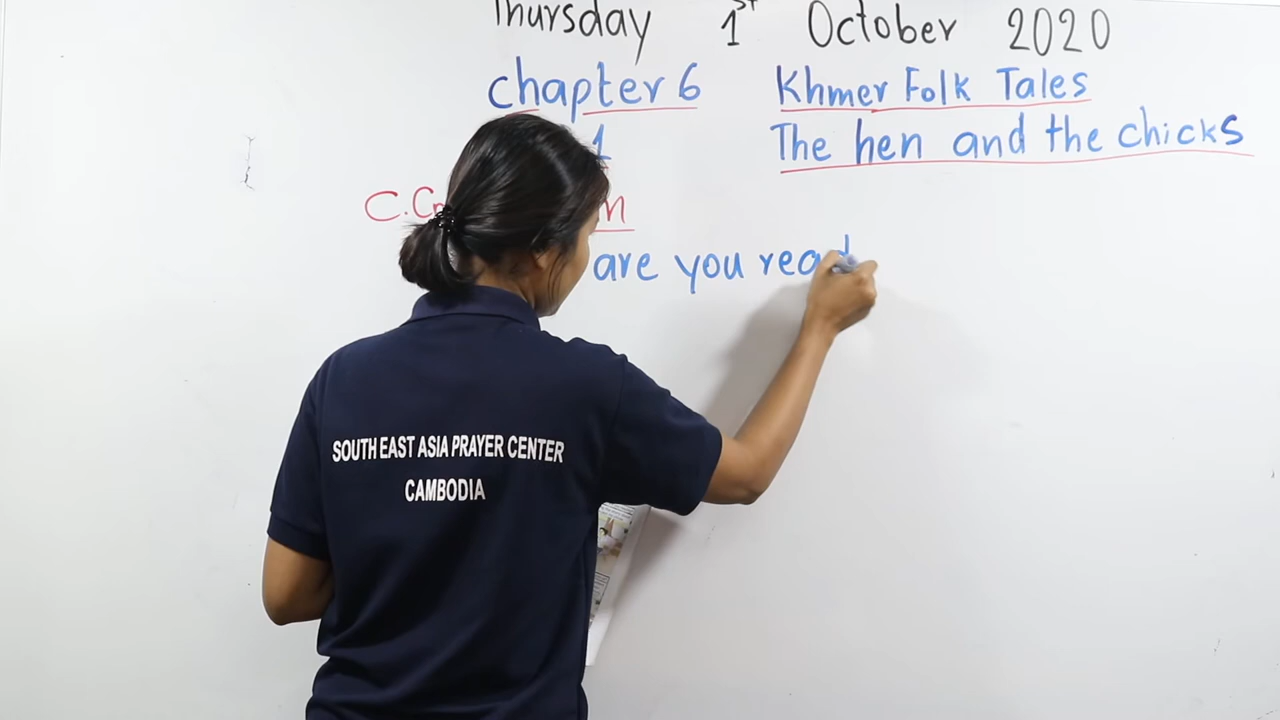 Thursday 1st October 2020
chapter 6 Khmer Folk Tales
1 The hen and the chicks
are you read
SOUTH EAST ASIA PRAYER CENTER
CAMBODIA